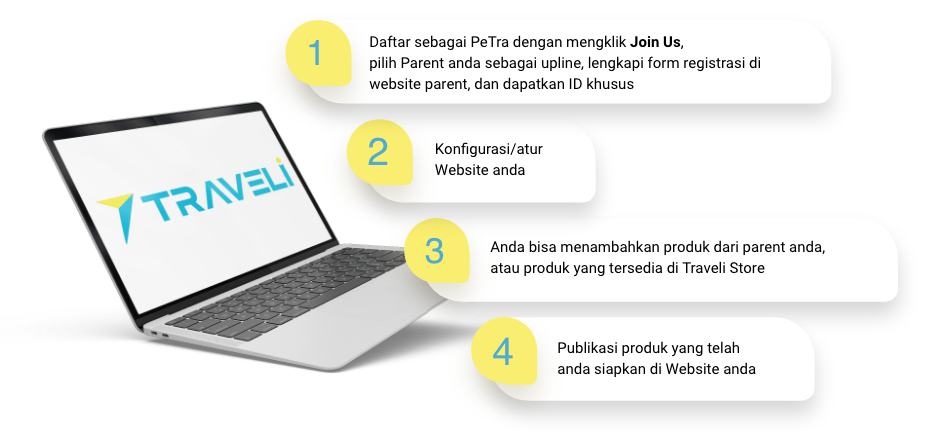 1
Daftar sebagai PeTra dengan mengklik Join Us,
pilih Parent anda sebagai upline, lengkapi form registrasi di
website parent, dan dapatkan ID khusus
2
Konfigurasi/atur
Website anda
TRAVELi
3
Anda bisa menambahkan produk dari parent anda,
atau produk yang tersedia di Traveli Store
4
Publikasi produk yang telah
anda siapkan di Website anda